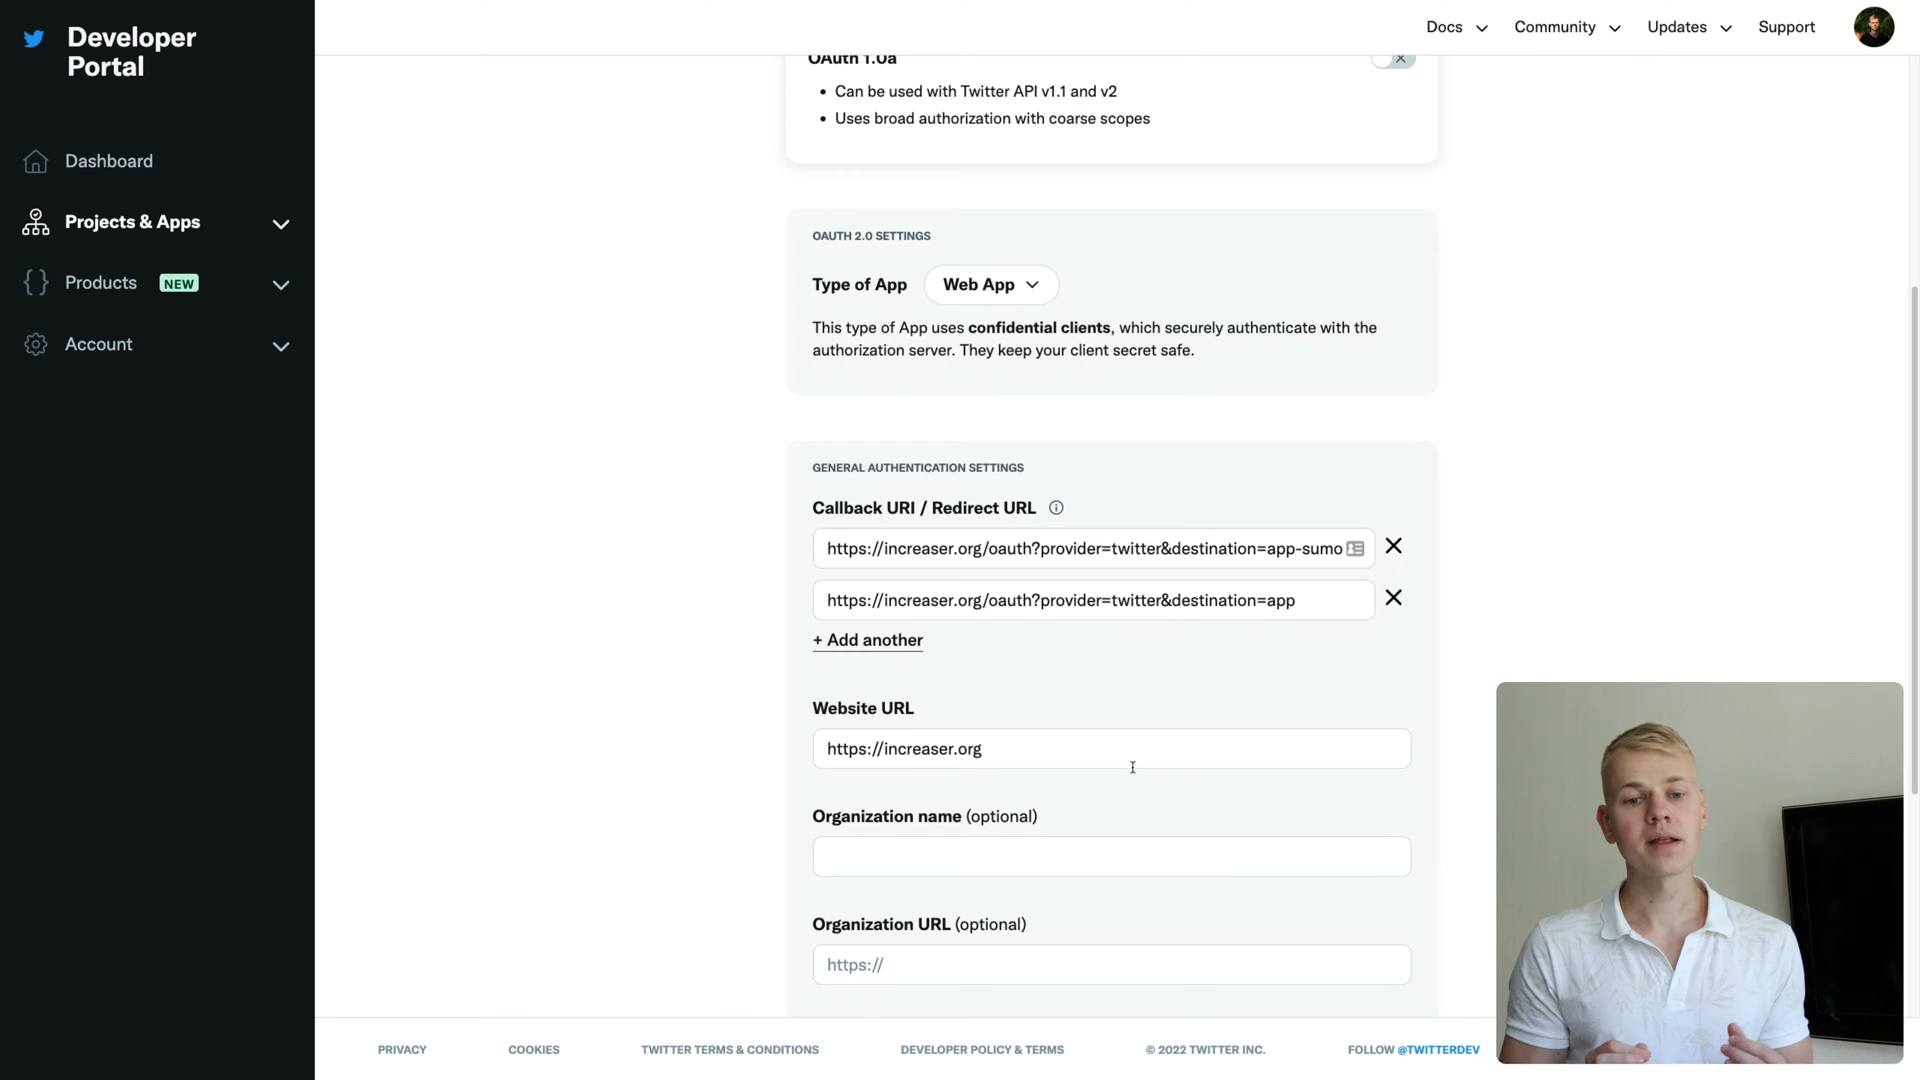 Developer
Portal
Docs
Community
Updates
Support
Dashboard
Projects & Apps
Products NEW
Account
OAuth 1.0a
Can be used with Twitter API v1.1 and v2
Uses broad authorization with coarse scopes
OAUTH 2.0 SETTINGS
Type of App Web App
This type of App uses confidential clients, which securely authenticate with the
authorization server. They keep your client secret safe.
GENERAL AUTHENTICATION SETTINGS
Callback URI / Redirect URL
https://increaser.org/oauth?provider=twitter&destination=app-sumo
https://increaser.org/oauth?provider=twitter&destination=app
+ Add another
Website URL
https://increaser.org
Organization name (optional)
Organization URL (optional)
https://
PRIVACY
COOKIES
TWITTER TERMS & CONDITIONS
DEVELOPER POLICY & TERMS
© 2022 TWITTER INC.
FOLLOW @TWITTERDEV